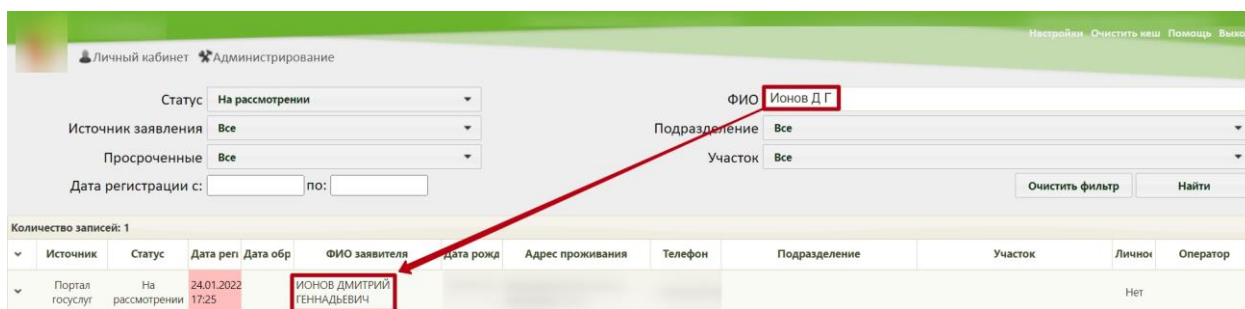 Настройки Очистить кеш Помощь Выхо
Личный кабинет Администрирование
Статус На рассмотрении ФИО Ионов Д Г
Источник заявления Все Подразделение Все
Просроченные Все Участок Все
Дата регистрации с: по: Очистить фильтр Найти
Количество записей: 1
Источник Статус Дата реги Дата обр ФИО заявителя Дата рожд Адрес проживания Телефон Подразделение Участок Личное Оператор
Портал На 24.01.2022 ИОНОВ ДМИТРИЙ Нет
госуслуг рассмотрении 17:25 ГЕННАДЬЕВИЧ